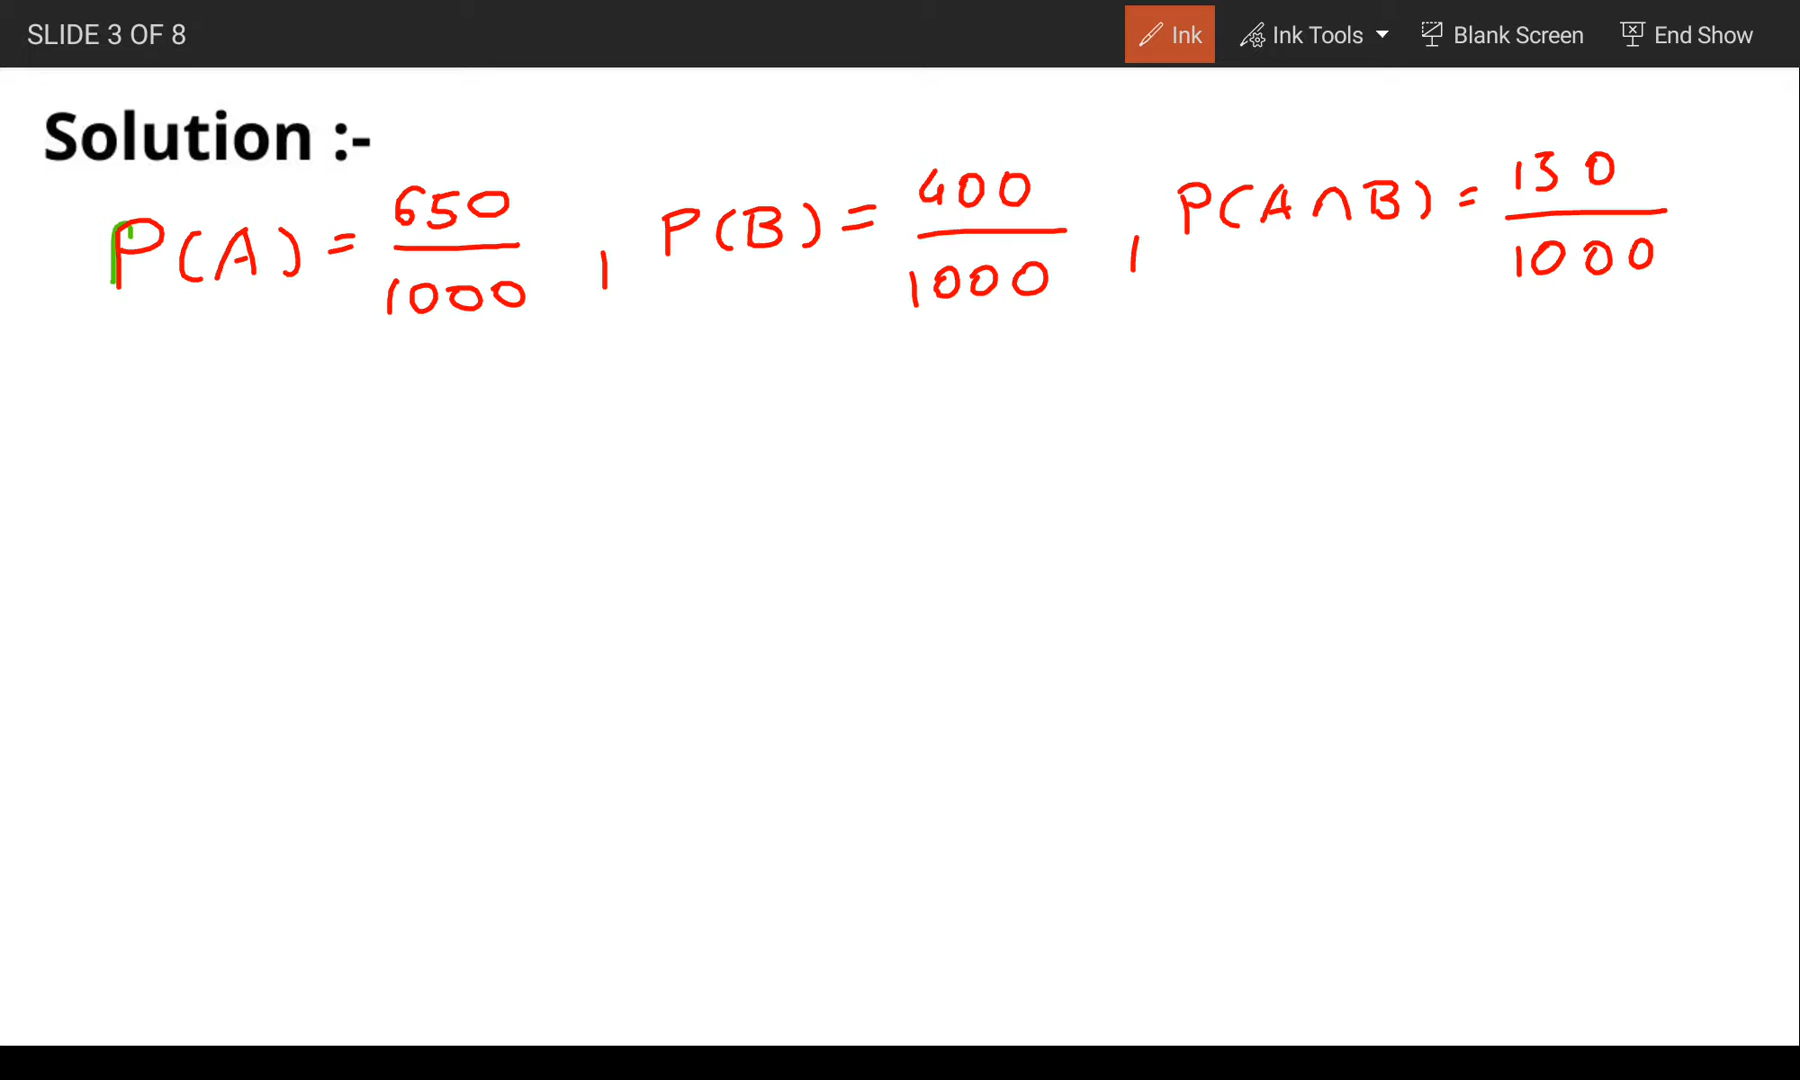 SLIDE 3 OF 8 Ink Ink Tools Blank Screen End Show
Solution :-
P(A) = 650/1000 , P(B) = 400/1000 , P(A∩B) = 130/1000